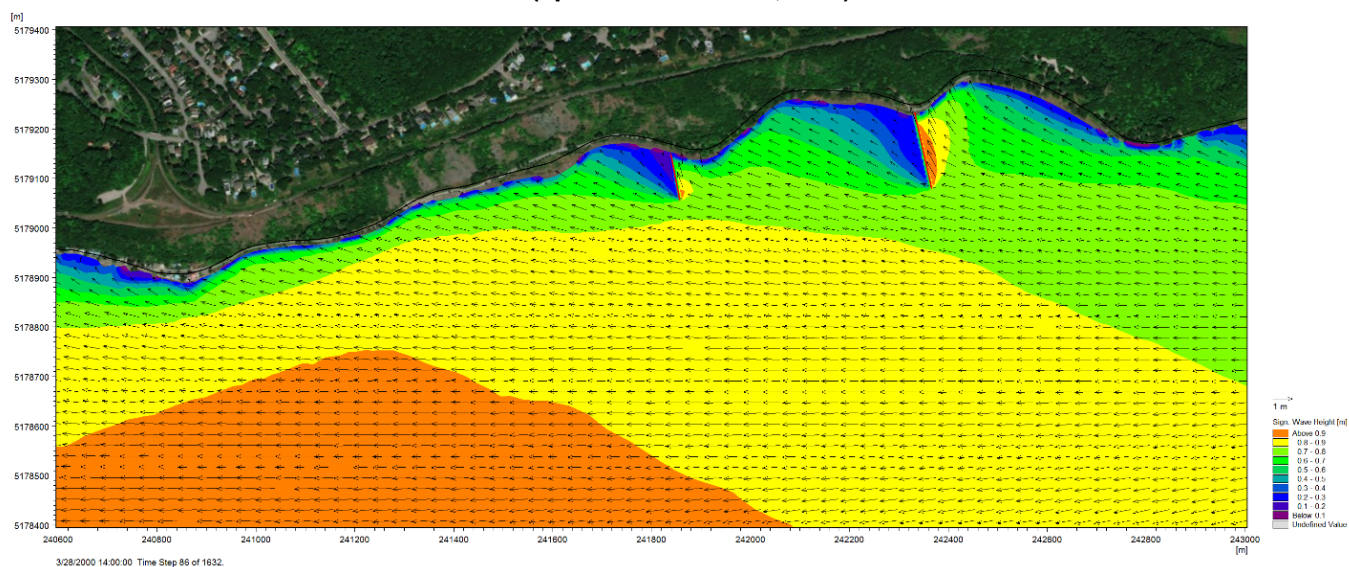 [m]
5179400
5179300
5179200
5179100
5179000
5178900
5178800
5178700
5178600
5178500
5178400
240600 240800 241000 241200 241400 241600 241800 242000 242200 242400 242600 242800 243000
[m]
3/28/2000 14:00:00 Time Step 86 of 1632.
1 m
Sign. Wave Height [m]
Above 0.9
0.8 - 0.9
0.7 - 0.8
0.6 - 0.7
0.5 - 0.6
0.4 - 0.5
0.3 - 0.4
0.2 - 0.3
0.1 - 0.2
Below 0.1
Undefined Value